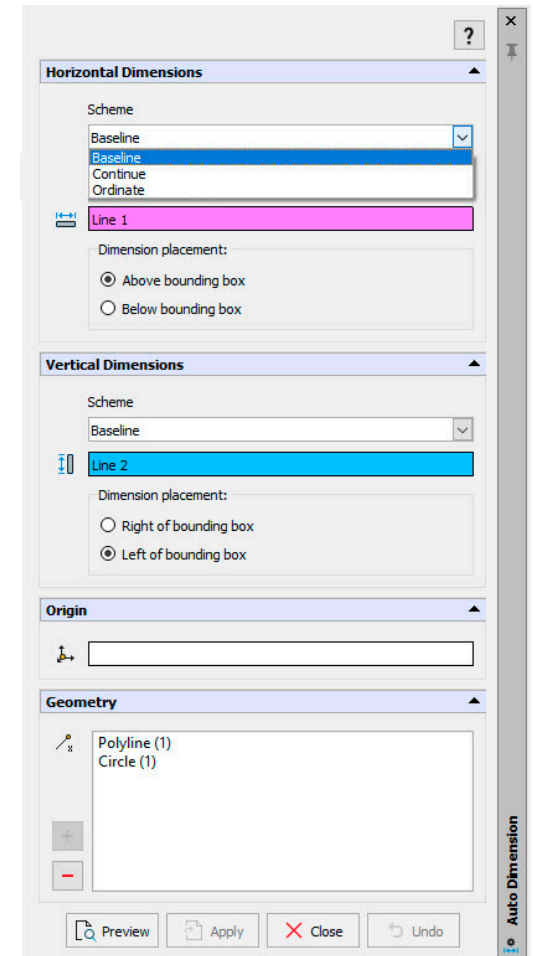 ?
Horizontal Dimensions
Scheme
Baseline
Baseline
Continue
Ordinate
Line 1
Dimension placement:
Above bounding box
Below bounding box
Vertical Dimensions
Scheme
Baseline
Line 2
Dimension placement:
Right of bounding box
Left of bounding box
Origin
Geometry
Polyline (1)
Circle (1)
Preview Apply Close Undo
Auto Dimension